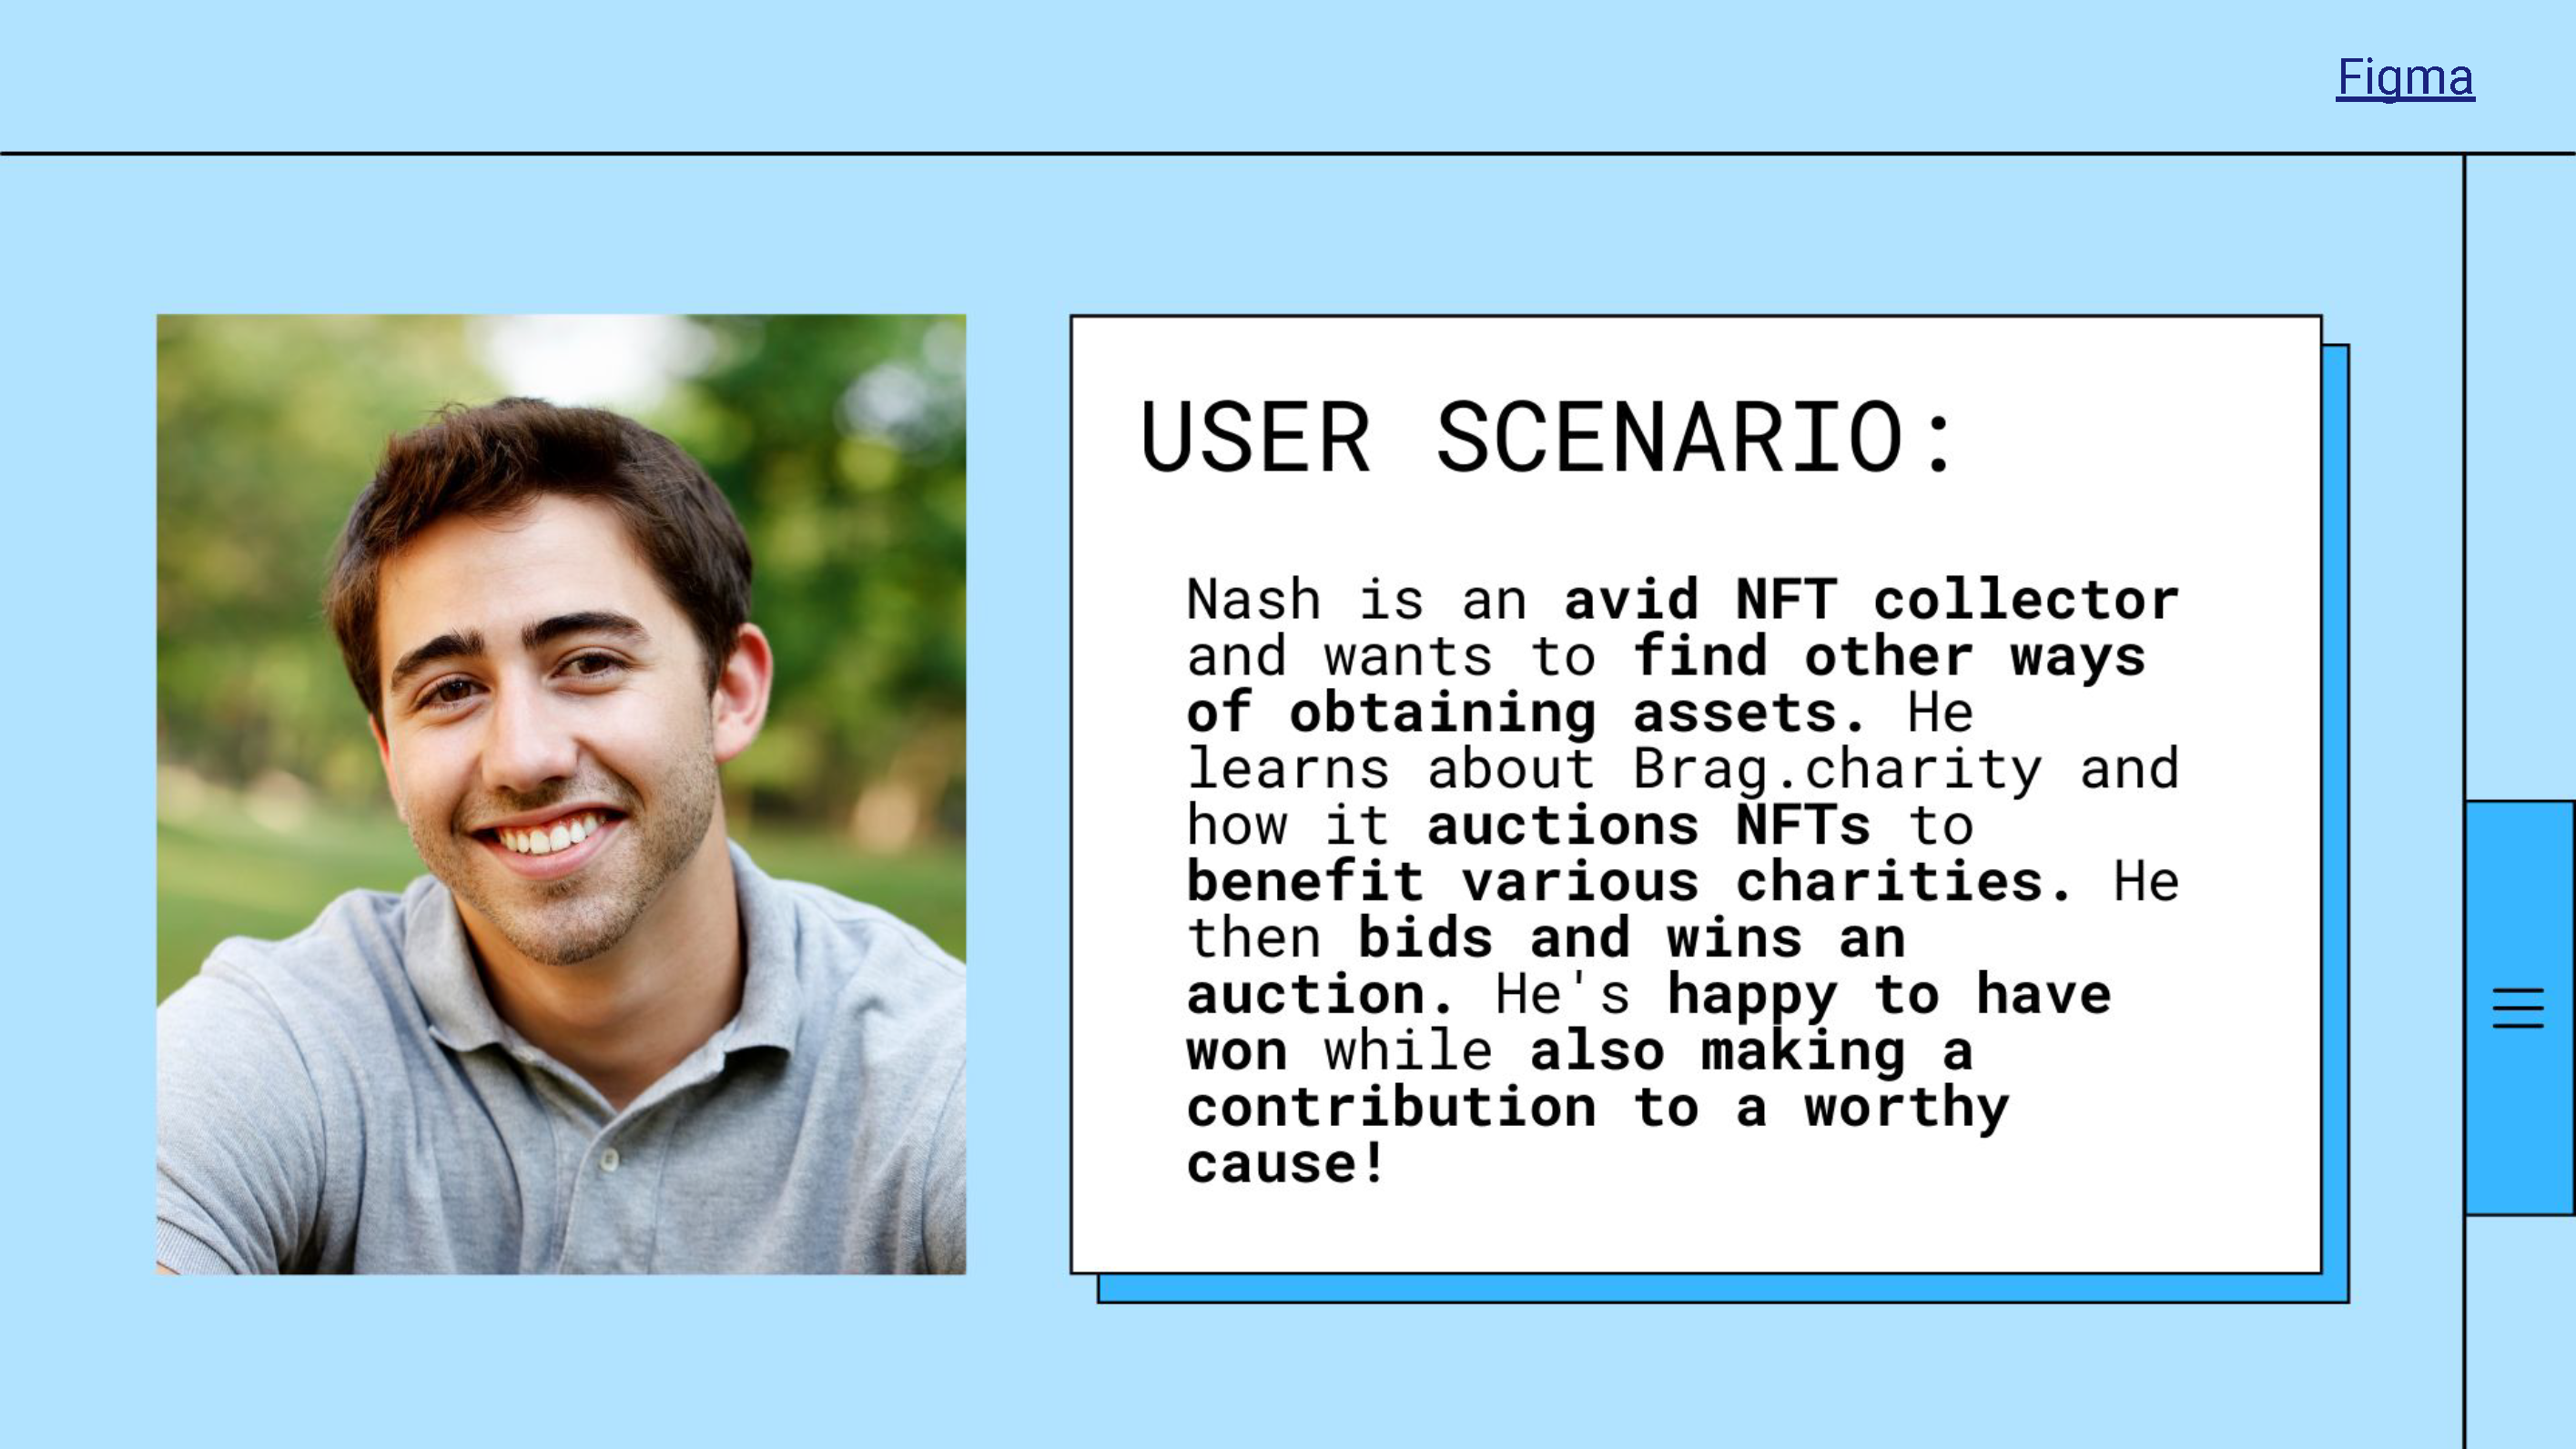 Figma
USER SCENARIO:
Nash is an avid NFT collector
and wants to find other ways
of obtaining assets. He
learns about Brag.charity and
how it auctions NFTs to
benefit various charities. He
then bids and wins an
auction. He's happy to have
won while also making a
contribution to a worthy
cause!